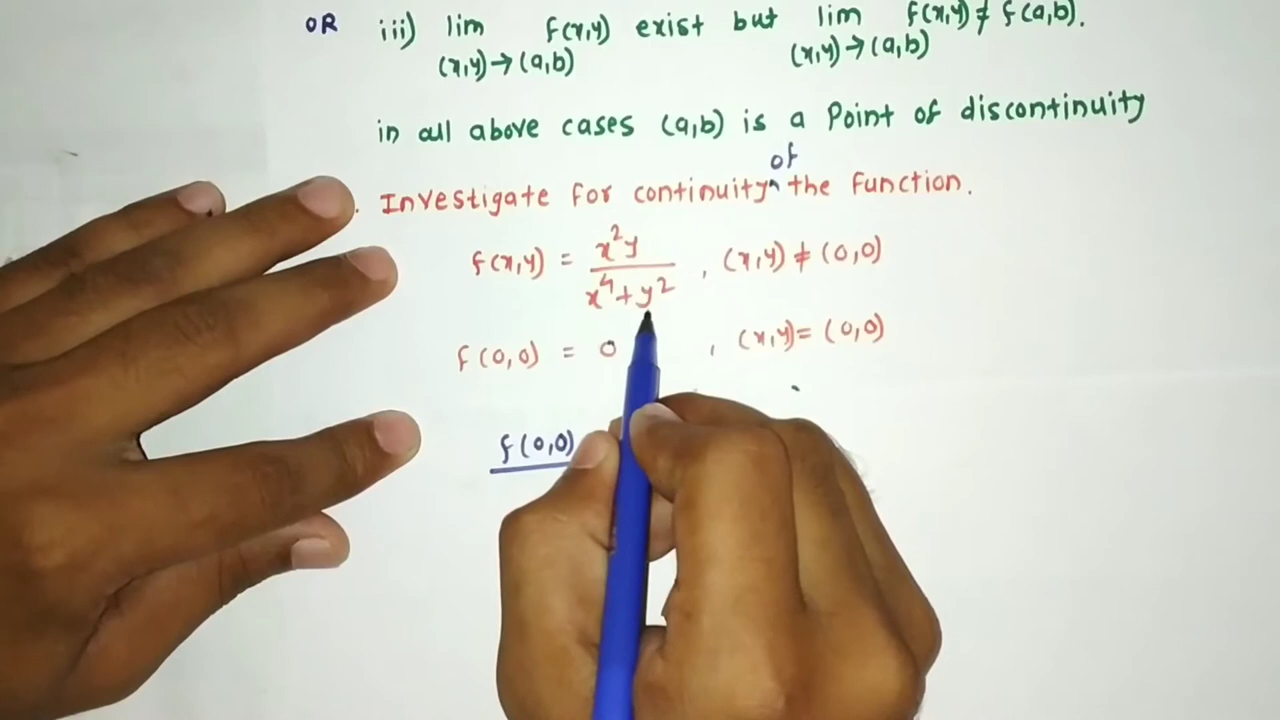 OR iii) lim f(x,y) exist but lim f(x,y) ≠ f(a,b).
(x,y)→(a,b) (x,y)→(a,b)
in all above cases (a,b) is a Point of discontinuity
of
. Investigate for continuity^ the function.
f(x,y) = x²y / x⁴+y² , (x,y) ≠ (0,0)
f(0,0) = 0 , (x,y) = (0,0)
f(0,0)